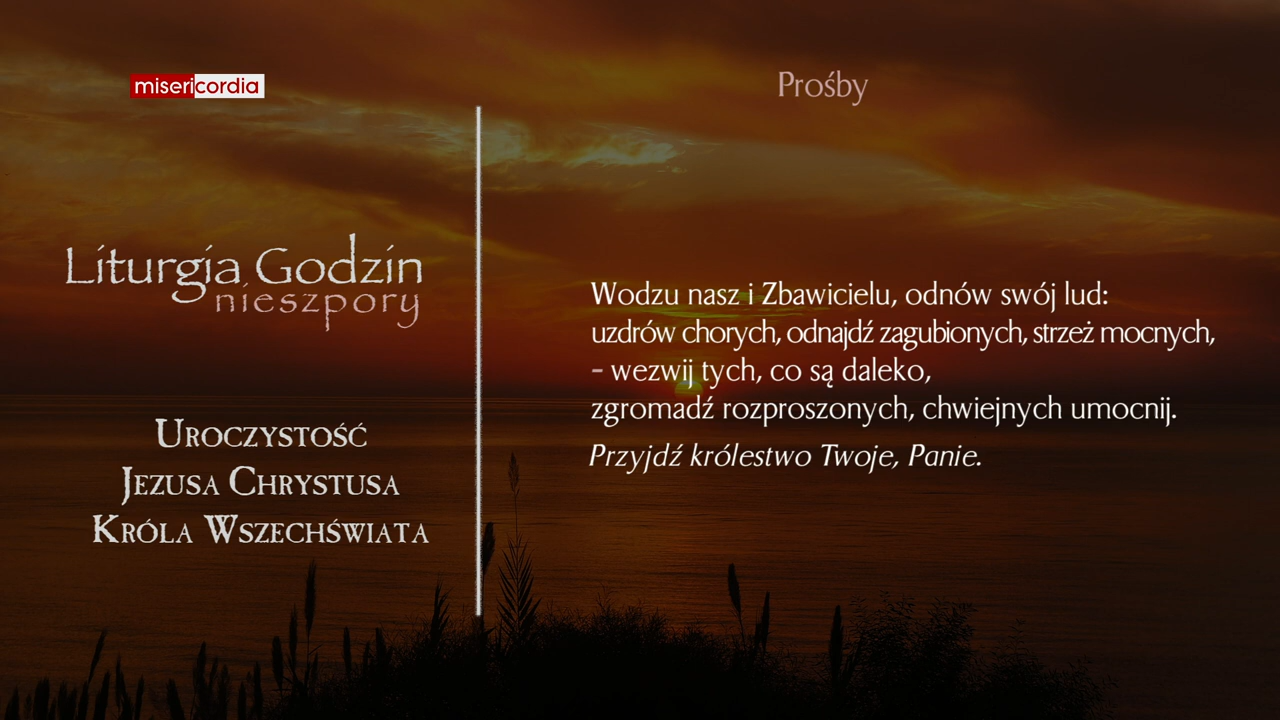 misericordia
Liturgia Godzin
nieszpory
Uroczystość
Jezusa Chrystusa
Króla Wszechświata
Prośby
Wodzu nasz i Zbawicielu, odnów swój lud:
uzdrów chorych, odnajdź zagubionych, strzeż mocnych,
- wezwij tych, co są daleko,
zgromadź rozproszonych, chwiejnych umocnij.
Przyjdź królestwo Twoje, Panie.